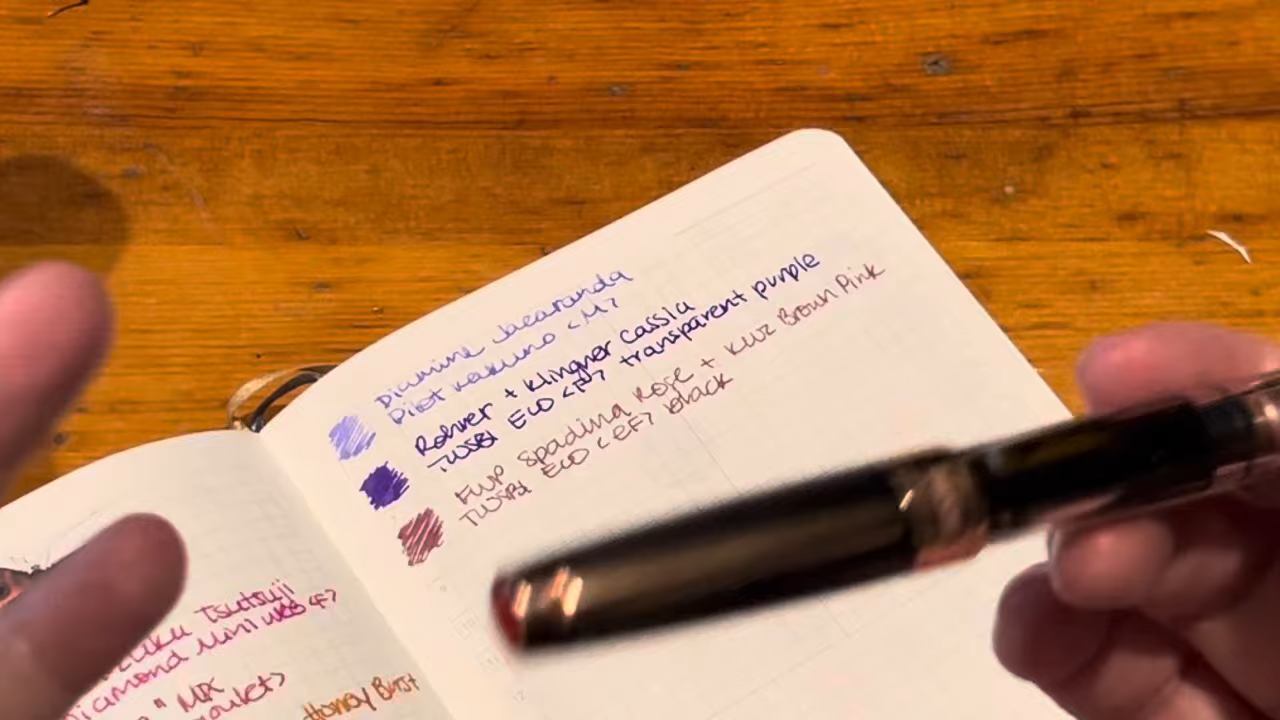 Diamine Jacaranda
Pilot Kakuno <M>
Rohrer + Klingner Cassia
TWSBI ECO <B> transparent purple
FWP Spadina Rose + KWZ Brown Pink
TWSBI ECO <EF> black
Tsutsuji
Diamond Mini <F>
" MK
Honey Burst